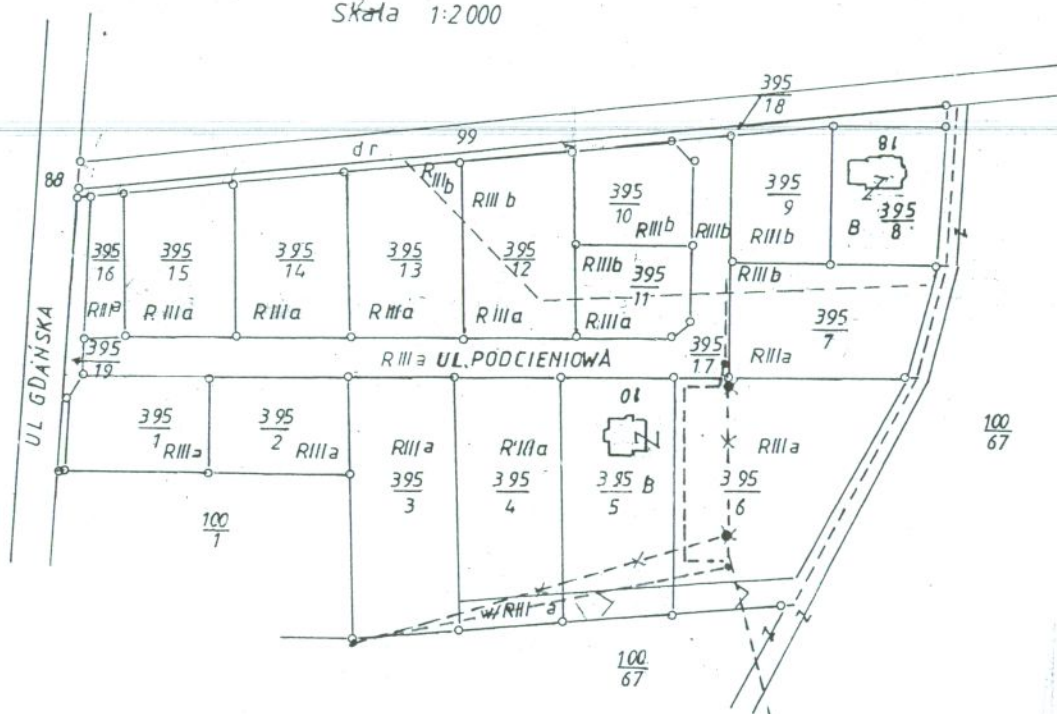 Skala 1:2000
395
18
99
dr
88
RIIIb
RIII b
395
10
RIIIb
RIIIb
395
9
RIIIb
18
B
395
8
395
16
RIIIa
395
15
RIIIa
395
14
RIIIa
395
13
RIIIa
395
12
RIIIa
RIIIb
395
11
RIIIa
RIIIb
395
7
RIIIa
395
17
RIIIa UL. PODCIENIOWA
395
19
UL GDAŃSKA
395
1
RIIIa
395
2
RIIIa
RIIIa
395
3
RIIIa
395
4
10
395
5
B
RIIIa
395
6
100
67
100
1
w/RIII a
100
67